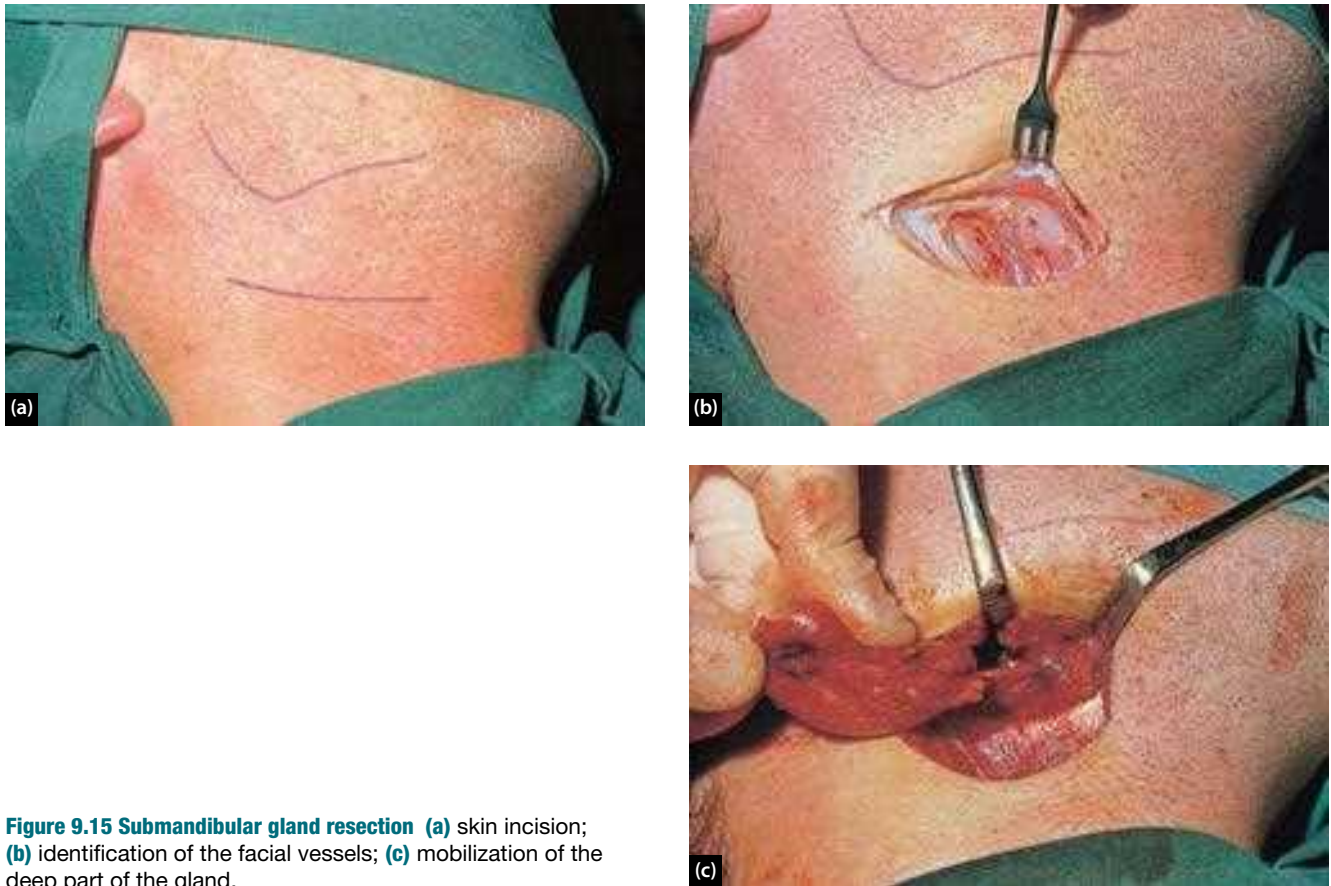 (a)
(b)
(c)
Figure 9.15 Submandibular gland resection (a) skin incision;
(b) identification of the facial vessels; (c) mobilization of the
deep part of the gland.